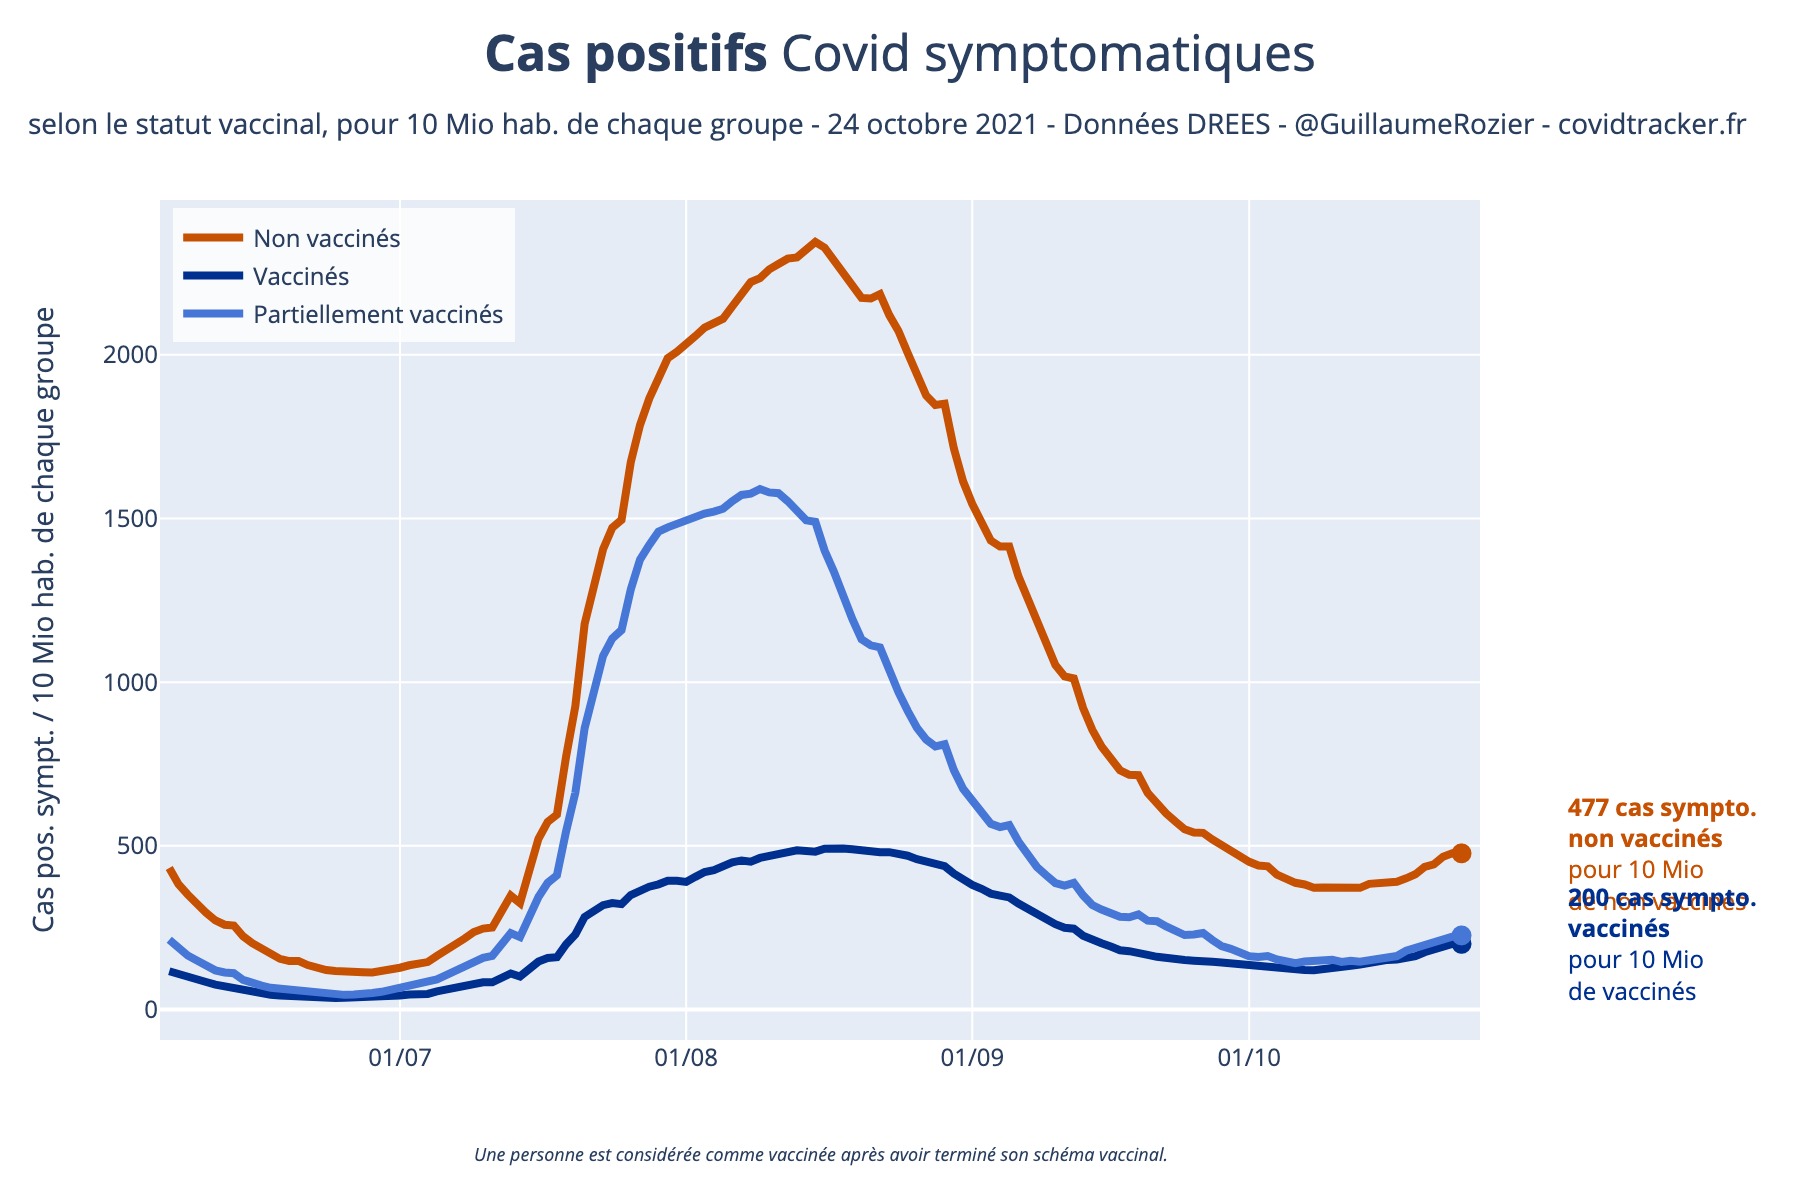 Cas positifs Covid symptomatiques
selon le statut vaccinal, pour 10 Mio hab. de chaque groupe - 24 octobre 2021 - Données DREES - @GuillaumeRozier - covidtracker.fr
Non vaccinés
Vaccinés
Partiellement vaccinés
Cas pos. sympt. / 10 Mio hab. de chaque groupe
2000
1500
1000
500
0
01/07
01/08
01/09
01/10
477 cas sympto.
non vaccinés
pour 10 Mio
de non vaccinés
200 cas sympto.
vaccinés
pour 10 Mio
de vaccinés
Une personne est considérée comme vaccinée après avoir terminé son schéma vaccinal.